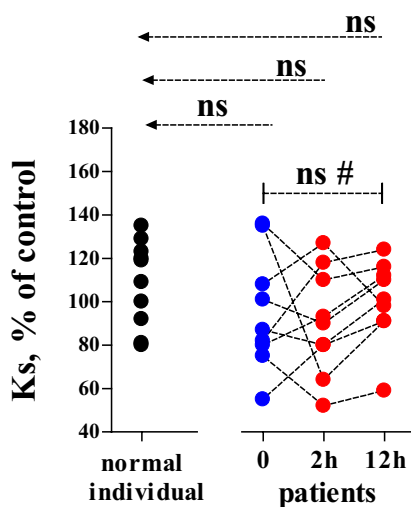 ns
ns
ns
180
160
140
120
100
80
60
40
Ks, % of control
ns #
normal
individual
0 2h 12h
patients